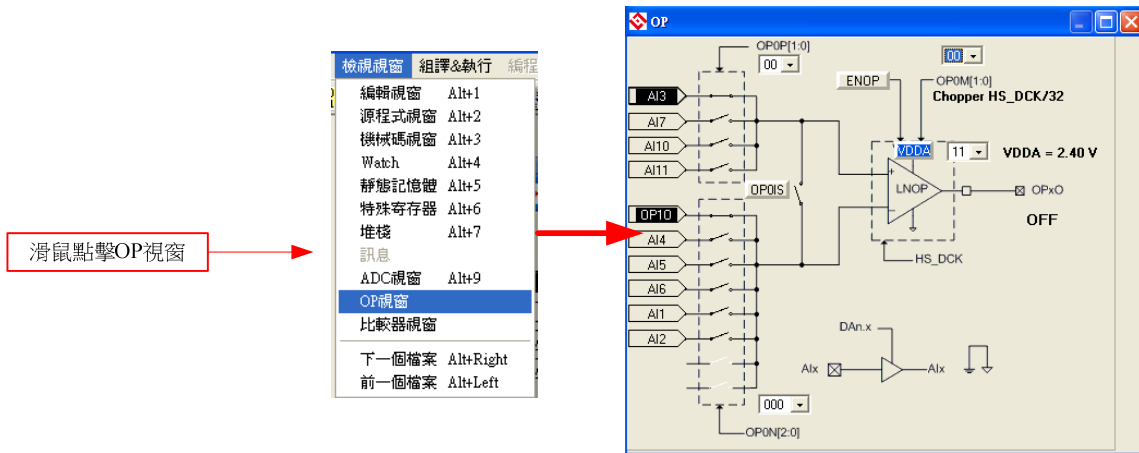 滑鼠點擊OP視窗
檢視視窗 組譯&執行 編程
編輯視窗 Alt+1
源程式視窗 Alt+2
機械碼視窗 Alt+3
Watch Alt+4
靜態記憶體 Alt+5
特殊寄存器 Alt+6
堆棧 Alt+7
訊息
ADC視窗 Alt+9
OP視窗
比較器視窗
下一個檔案 Alt+Right
前一個檔案 Alt+Left
OP
OP0P[1:0]
00
00
ENOP
OP0M[1:0]
Chopper HS_DCK/32
AI3
AI7
AI10
AI11
VDDA
11
VDDA = 2.40 V
OP0IS
+
LNOP
-
OPxO
OFF
HS_DCK
OP1O
AI4
AI5
AI6
AI1
AI2
DAn.x
AIx
AIx
000
OP0N[2:0]